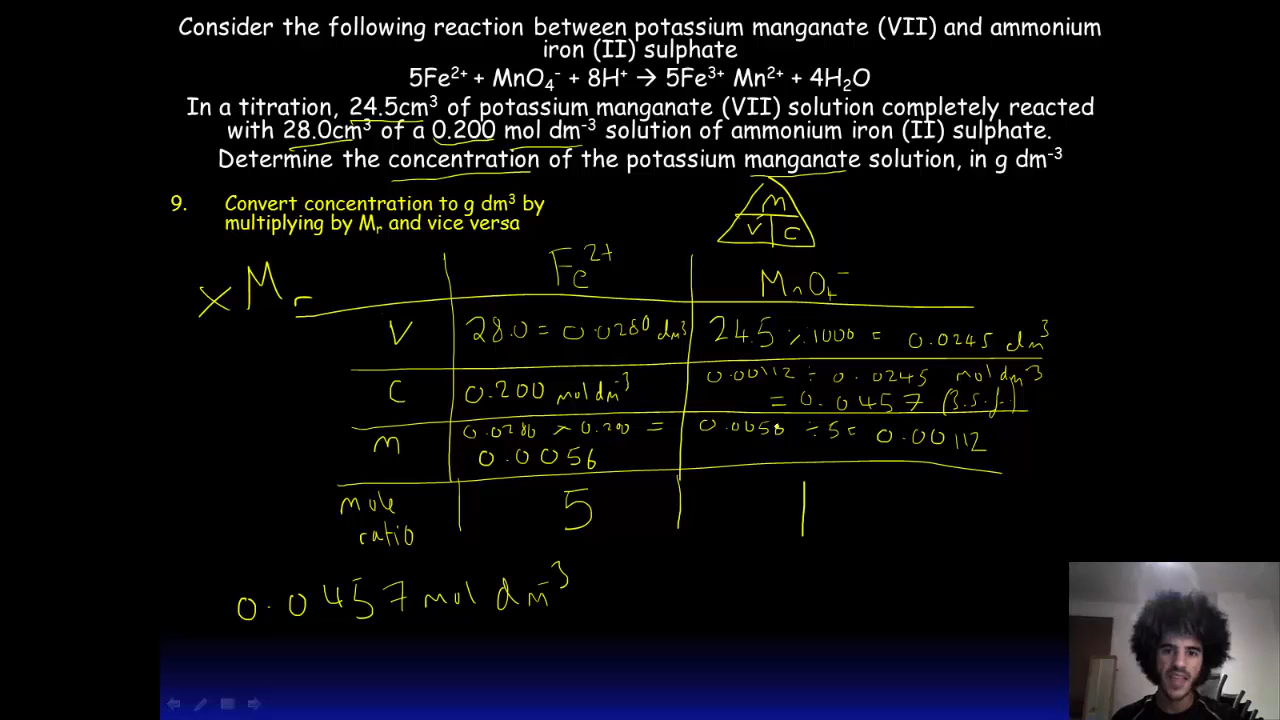 Consider the following reaction between potassium manganate (VII) and ammonium
iron (II) sulphate
5Fe²⁺ + MnO₄⁻ + 8H⁺ → 5Fe³⁺ Mn²⁺ + 4H₂O
In a titration, 24.5cm³ of potassium manganate (VII) solution completely reacted
with 28.0cm³ of a 0.200 mol dm⁻³ solution of ammonium iron (II) sulphate.
Determine the concentration of the potassium manganate solution, in g dm⁻³
9. Convert concentration to g dm³ by
multiplying by Mᵣ and vice versa
M
V C
× Mᵣ
Fe²⁺ MnO₄⁻
V 28.0 = 0.0280 dm³ 24.5 ÷ 1000 = 0.0245 dm³
C 0.200 mol dm⁻³ 0.00112 ÷ 0.0245 mol dm⁻³
= 0.0457 (3.s.f.)
M 0.0280 × 0.200 = 0.0056 ÷ 5 = 0.00112
0.0056
mole
ratio 5 1
0.0457 mol dm⁻³